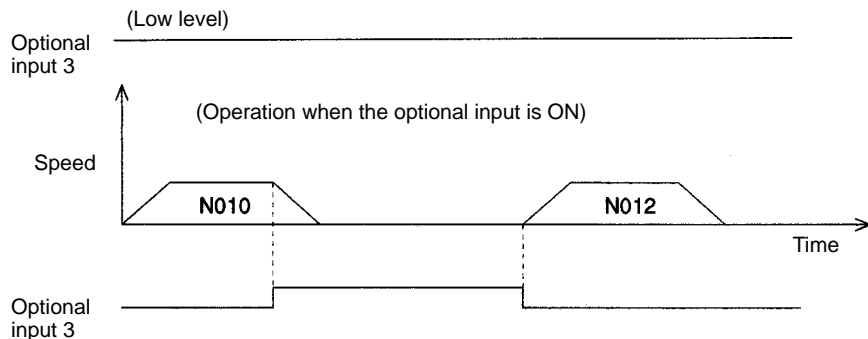 (Low level)
Optional
input 3
(Operation when the optional input is ON)
Speed
N010
N012
Time
Optional
input 3